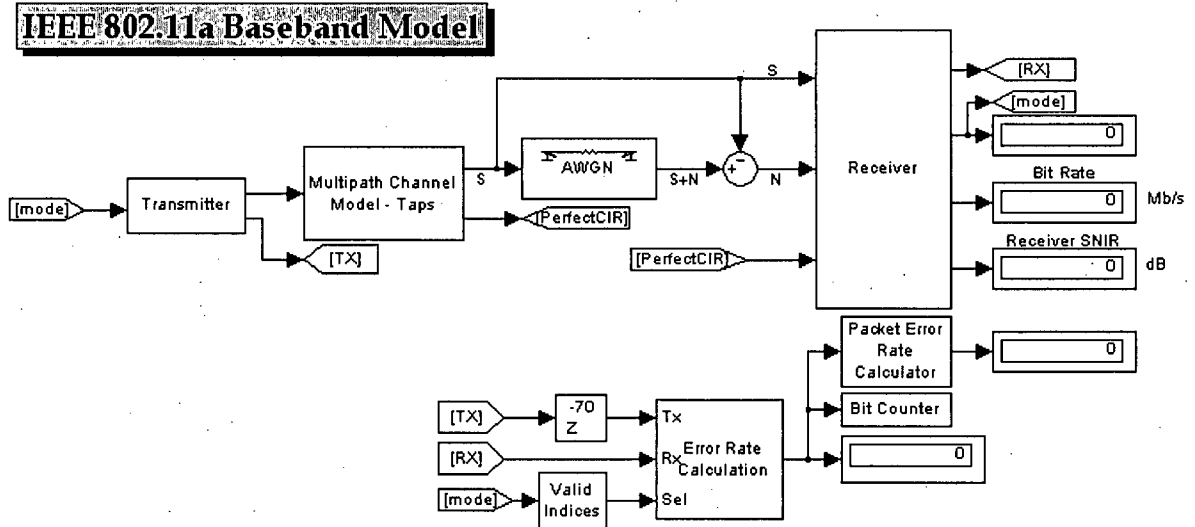 IEEE 802.11a Baseband Model
S
[RX]
[mode]
0
AWGN
+
-
S
S+N
N
Multipath Channel
Model - Taps
Receiver
Bit Rate
0
Mb/s
[mode]
Transmitter
[PerfectCIR]
[TX]
[PerfectCIR]
Receiver SNIR
0
dB
Packet Error
Rate
Calculator
0
[TX]
-70
Z
Tx
Bit Counter
[RX]
Rx
Error Rate
Calculation
0
[mode]
Valid
Indices
Sel